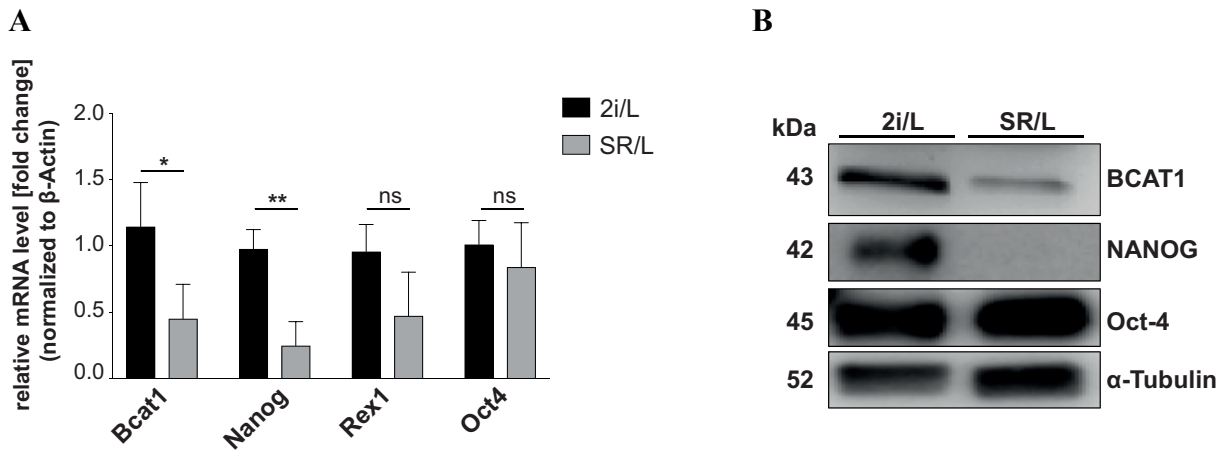 A
relative mRNA level [fold change]
(normalized to β-Actin)
2.0
1.5
1.0
0.5
0.0
*
**
ns
ns
Bcat1
Nanog
Rex1
Oct4
2i/L
SR/L
B
kDa
2i/L
SR/L
43
BCAT1
42
NANOG
45
Oct-4
52
α-Tubulin